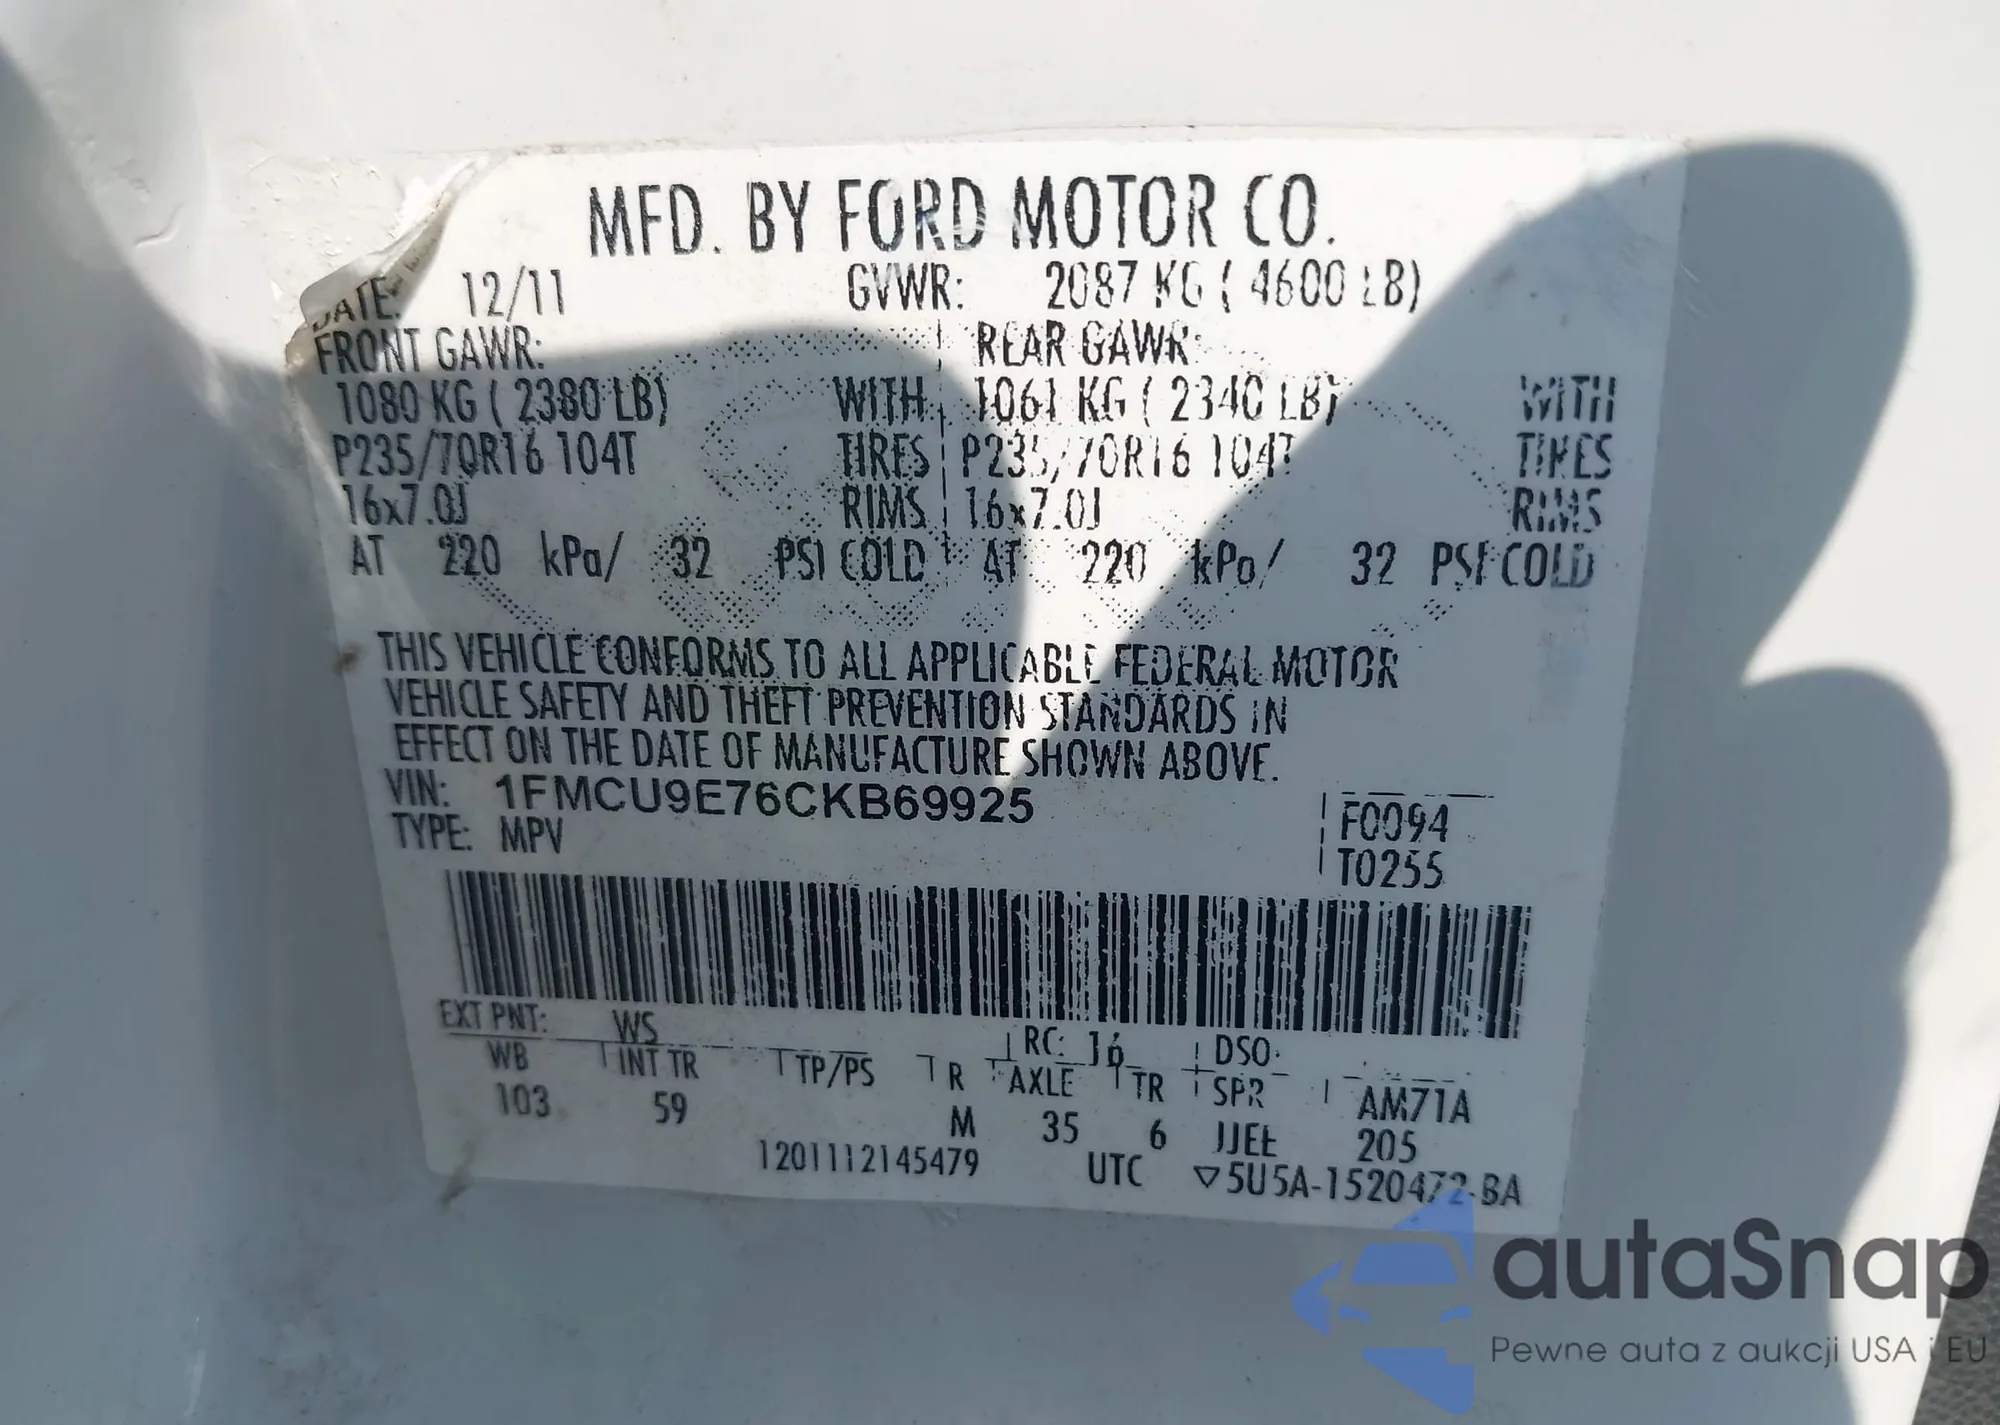 MFD. BY FORD MOTOR CO.
DATE: 12/11 GVWR: 2087 KG ( 4600 LB)
FRONT GAWR: REAR GAWR:
1080 KG ( 2380 LB) WITH 1061 KG ( 2340 LB) WITH
P235/70R16 104T TIRES P235/70R16 104T TIRES
16x7.0J RIMS 16x7.0J RIMS
AT 220 kPa/ 32 PSI COLD AT 220 kPa/ 32 PSI COLD
THIS VEHICLE CONFORMS TO ALL APPLICABLE FEDERAL MOTOR
VEHICLE SAFETY AND THEFT PREVENTION STANDARDS IN
EFFECT ON THE DATE OF MANUFACTURE SHOWN ABOVE.
VIN: 1FMCU9E76CKB69925 F0094
TYPE: MPV T0255
EXT PNT: WS RC: 16 DSO:
WB INT TR TP/PS R AXLE TR SPR AM71A
103 59 M 35 6 205
1201112145479 UTC ▽5U5A-1520472-BA
autaSnap
Pewne auta z aukcji USA i EU